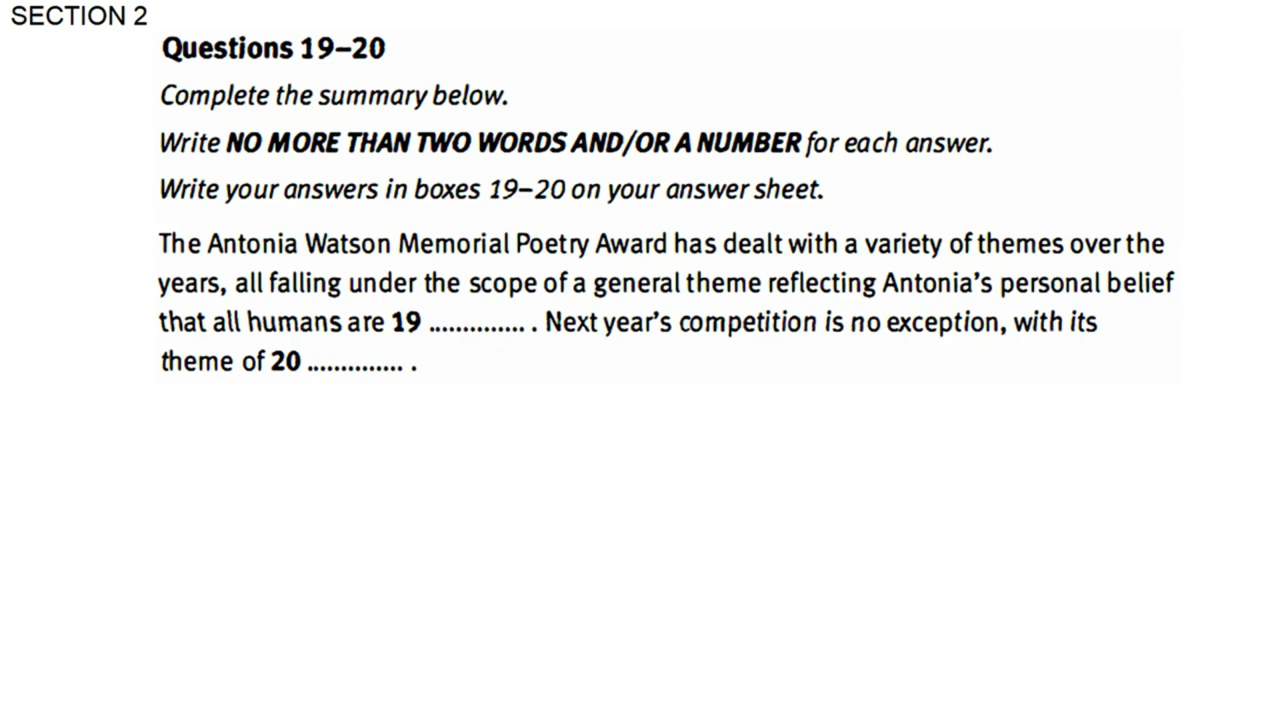 SECTION 2
Questions 19–20
Complete the summary below.
Write NO MORE THAN TWO WORDS AND/OR A NUMBER for each answer.
Write your answers in boxes 19–20 on your answer sheet.
The Antonia Watson Memorial Poetry Award has dealt with a variety of themes over the
years, all falling under the scope of a general theme reflecting Antonia's personal belief
that all humans are 19 .............. . Next year's competition is no exception, with its
theme of 20 .............. .